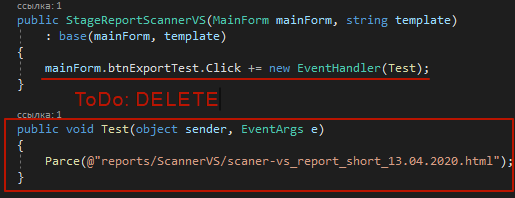 ссылка: 1
public StageReportScannerVS(MainForm mainForm, string template)
: base(mainForm, template)
{
mainForm.btnExportTest.Click += new EventHandler(Test);
}
ToDo: DELETE
ссылка: 1
public void Test(object sender, EventArgs e)
{
Parce(@"reports/ScannerVS/scaner-vs_report_short_13.04.2020.html");
}